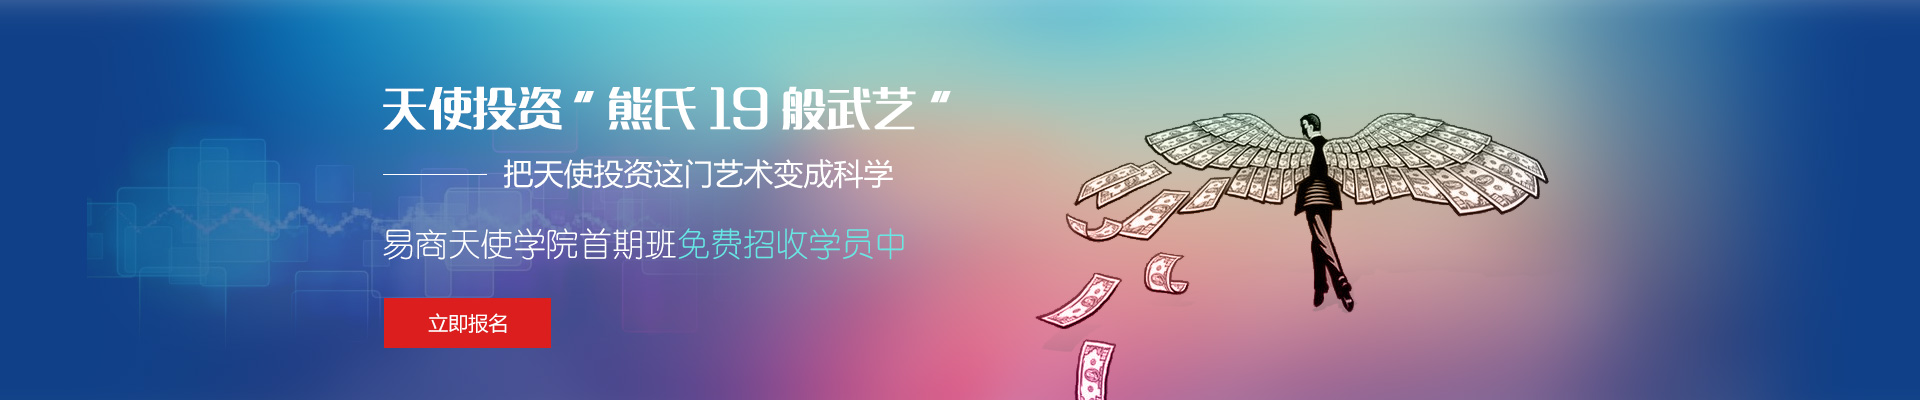 天使投资“熊氏19般武艺”
把天使投资这门艺术变成科学
易商天使学院首期班免费招收学员中
立即报名